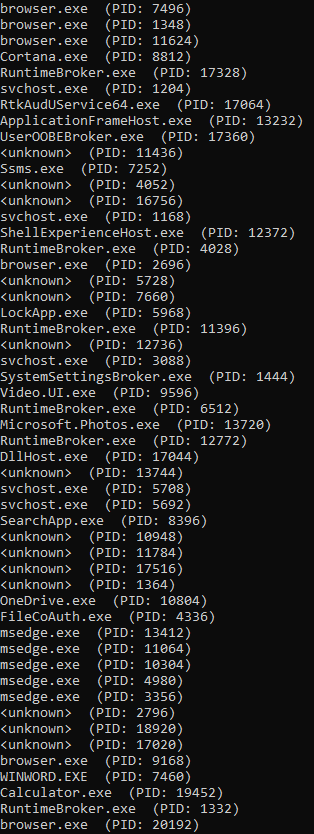 browser.exe  (PID: 7496)
browser.exe  (PID: 1348)
browser.exe  (PID: 11624)
Cortana.exe  (PID: 8812)
RuntimeBroker.exe  (PID: 17328)
svchost.exe  (PID: 1204)
RtkAudUService64.exe  (PID: 17064)
ApplicationFrameHost.exe  (PID: 13232)
UserOOBEBroker.exe  (PID: 17360)
<unknown>  (PID: 11436)
Ssms.exe  (PID: 7252)
<unknown>  (PID: 4052)
<unknown>  (PID: 16756)
svchost.exe  (PID: 1168)
ShellExperienceHost.exe  (PID: 12372)
RuntimeBroker.exe  (PID: 4028)
browser.exe  (PID: 2696)
<unknown>  (PID: 5728)
<unknown>  (PID: 7660)
LockApp.exe  (PID: 5968)
RuntimeBroker.exe  (PID: 11396)
<unknown>  (PID: 12736)
svchost.exe  (PID: 3088)
SystemSettingsBroker.exe  (PID: 1444)
Video.UI.exe  (PID: 9596)
RuntimeBroker.exe  (PID: 6512)
Microsoft.Photos.exe  (PID: 13720)
RuntimeBroker.exe  (PID: 12772)
DllHost.exe  (PID: 17044)
<unknown>  (PID: 13744)
svchost.exe  (PID: 5708)
svchost.exe  (PID: 5692)
SearchApp.exe  (PID: 8396)
<unknown>  (PID: 10948)
<unknown>  (PID: 11784)
<unknown>  (PID: 17516)
<unknown>  (PID: 1364)
OneDrive.exe  (PID: 10804)
FileCoAuth.exe  (PID: 4336)
msedge.exe  (PID: 13412)
msedge.exe  (PID: 11064)
msedge.exe  (PID: 10304)
msedge.exe  (PID: 4980)
msedge.exe  (PID: 3356)
<unknown>  (PID: 2796)
<unknown>  (PID: 18920)
<unknown>  (PID: 17020)
browser.exe  (PID: 9168)
WINWORD.EXE  (PID: 7460)
Calculator.exe  (PID: 19452)
RuntimeBroker.exe  (PID: 1332)
browser.exe  (PID: 20192)